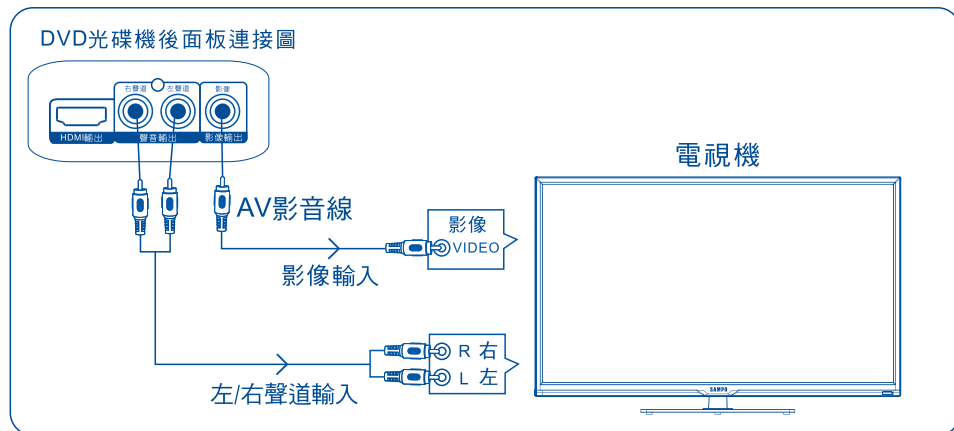 DVD光碟機後面板連接圖
右聲道 左聲道 影像
HDMI輸出 聲音輸出 影像輸出
電視機
AV影音線
影像
VIDEO
影像輸入
R 右
L 左
左/右聲道輸入
SAMPO